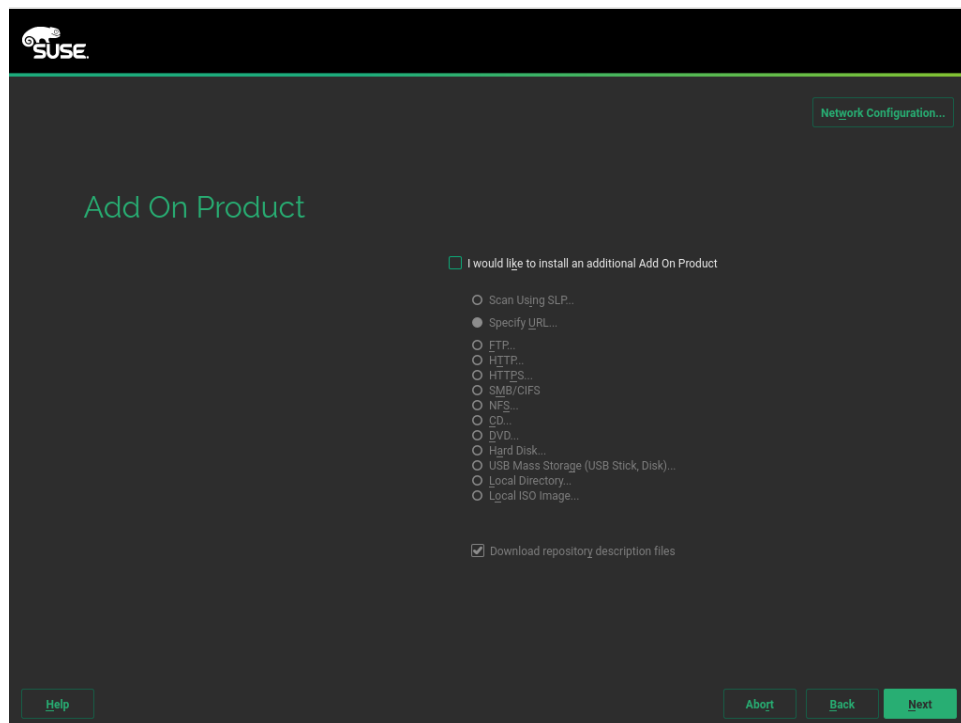 SUSE.
Network Configuration...
Add On Product
I would like to install an additional Add On Product
Scan Using SLP...
Specify URL...
FTP...
HTTP...
HTTPS...
SMB/CIFS
NFS...
CD...
DVD...
Hard Disk...
USB Mass Storage (USB Stick, Disk)...
Local Directory...
Local ISO Image...
Download repository description files
Help
Abort
Back
Next